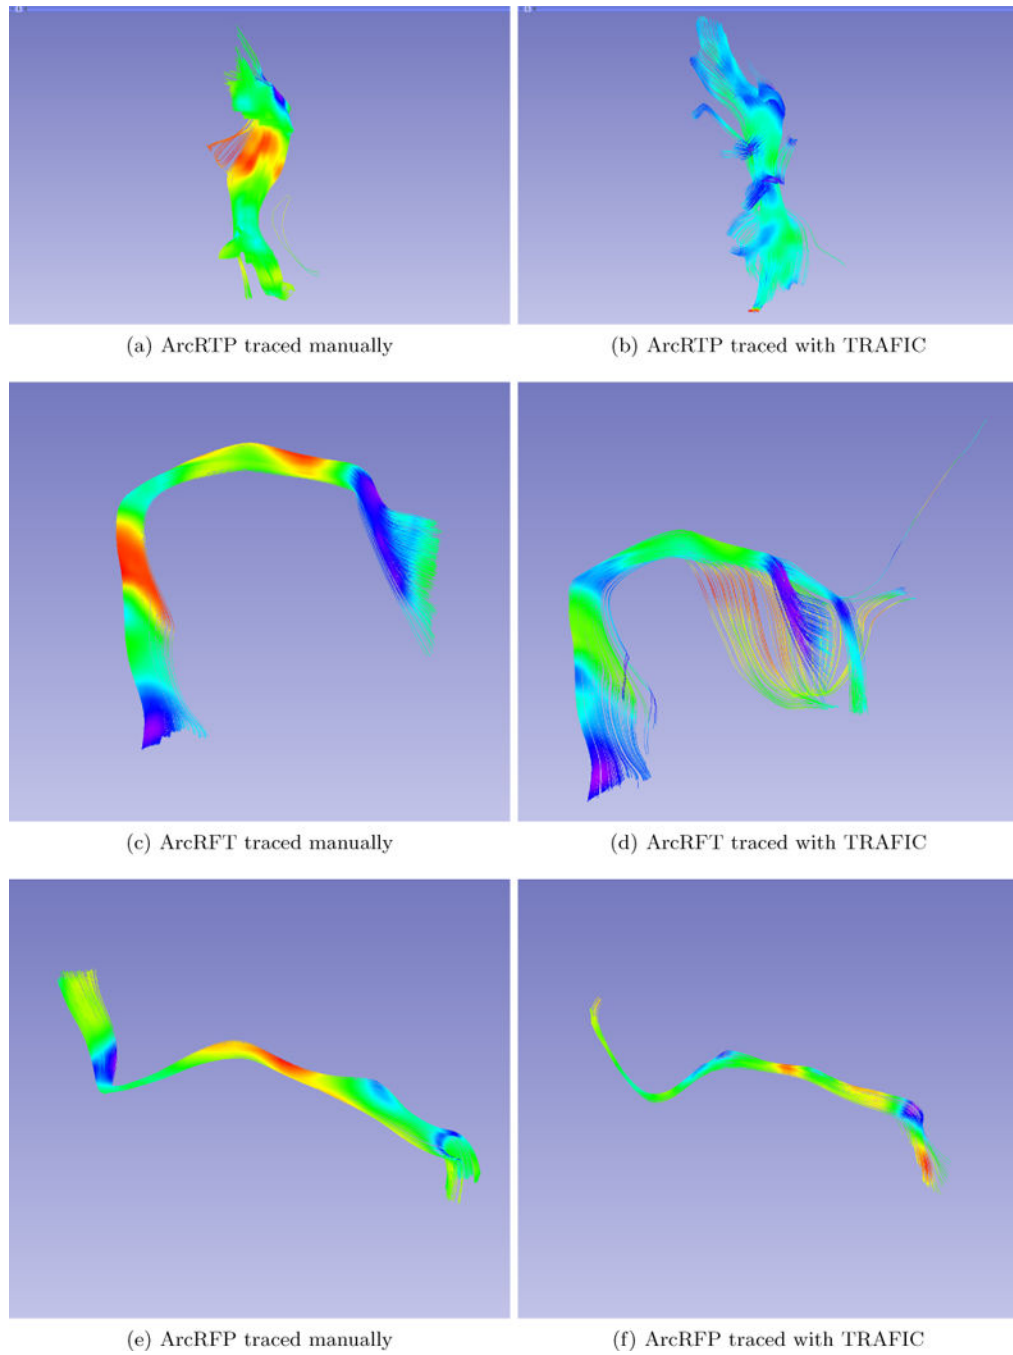 (a) ArcRTP traced manually
(b) ArcRTP traced with TRAFIC
(c) ArcRFT traced manually
(d) ArcRFT traced with TRAFIC
(e) ArcRFP traced manually
(f) ArcRFP traced with TRAFIC